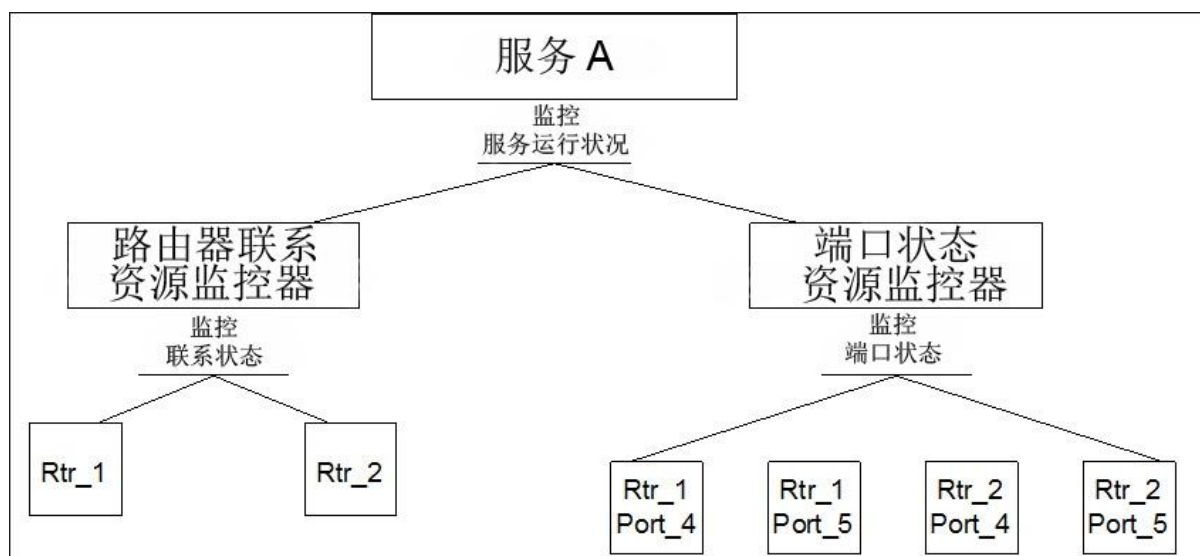 服务 A
监控
服务运行状况
路由器联系
资源监控器
监控
联系状态
端口状态
资源监控器
监控
端口状态
Rtr_1
Rtr_2
Rtr_1
Port_4
Rtr_1
Port_5
Rtr_2
Port_4
Rtr_2
Port_5